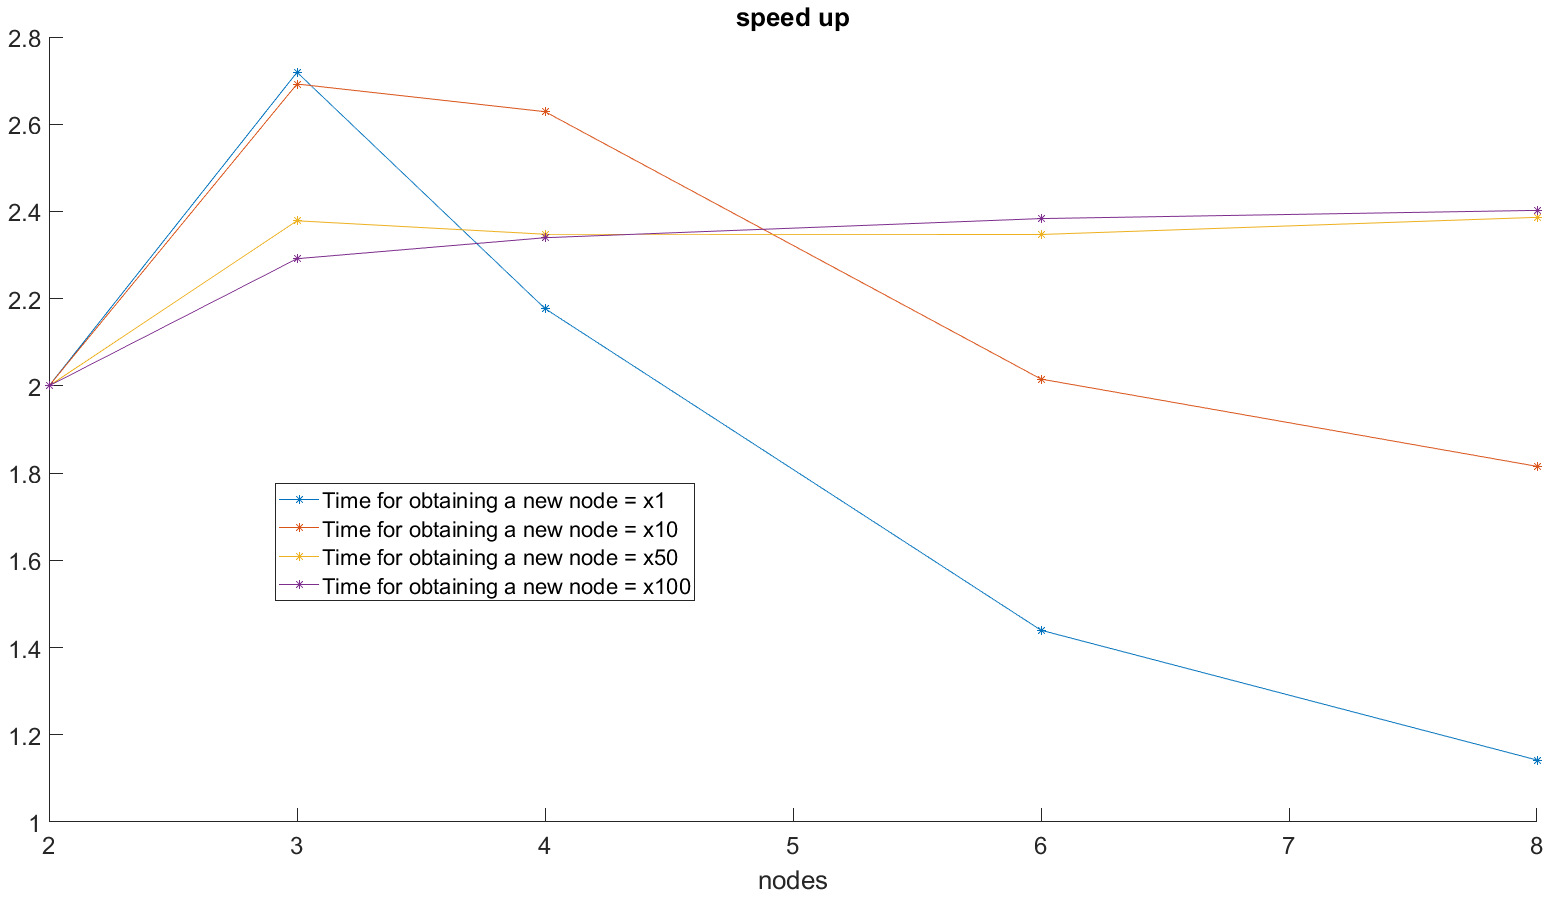 speed up
2.8
2.6
2.4
2.2
2
1.8
1.6
1.4
1.2
1
Time for obtaining a new node = x1
Time for obtaining a new node = x10
Time for obtaining a new node = x50
Time for obtaining a new node = x100
2 3 4 5 6 7 8
nodes